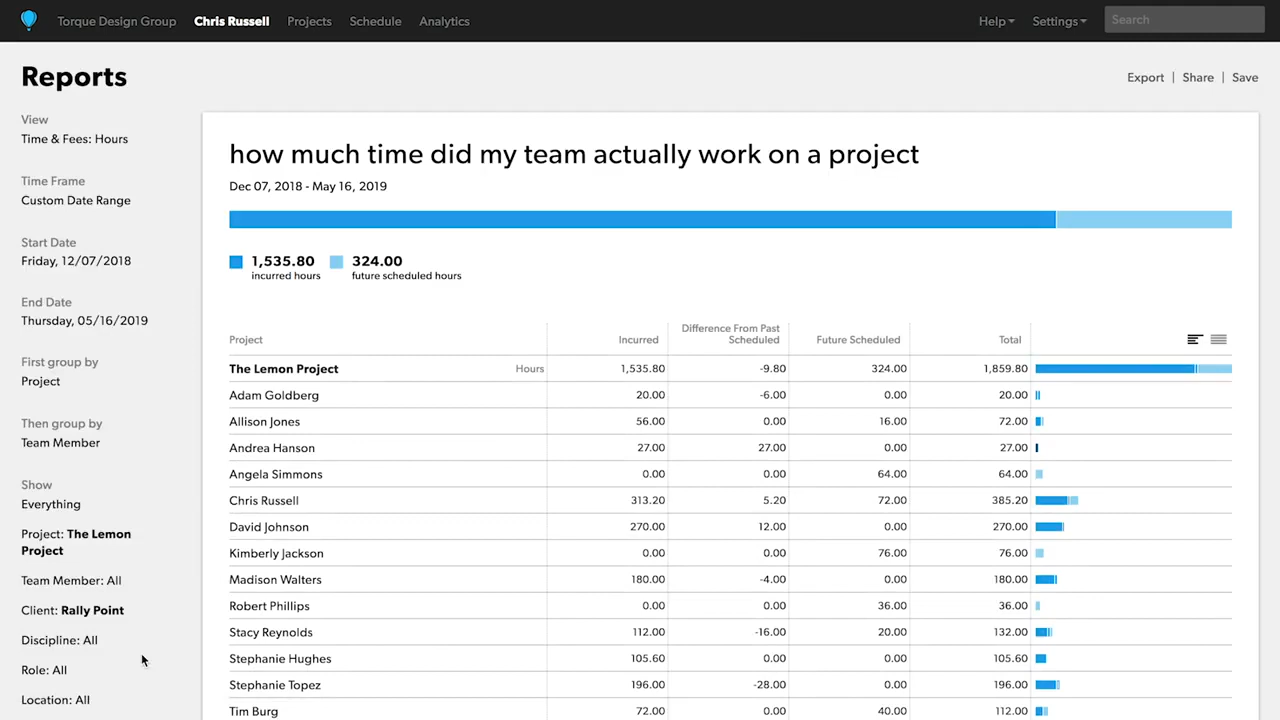 Torque Design Group Chris Russell Projects Schedule Analytics Help Settings Search
Reports
Export | Share | Save
View
Time & Fees: Hours
Time Frame
Custom Date Range
Start Date
Friday, 12/07/2018
End Date
Thursday, 05/16/2019
First group by
Project
Then group by
Team Member
Show
Everything
Project: The Lemon
Project
Team Member: All
Client: Rally Point
Discipline: All
Role: All
Location: All
how much time did my team actually work on a project
Dec 07, 2018 - May 16, 2019
1,535.80 324.00
incurred hours future scheduled hours
Project Incurred Difference From Past Scheduled Future Scheduled Total
The Lemon Project Hours 1,535.80 -9.80 324.00 1,859.80
Adam Goldberg 20.00 -6.00 0.00 20.00
Allison Jones 56.00 0.00 16.00 72.00
Andrea Hanson 27.00 27.00 0.00 27.00
Angela Simmons 0.00 0.00 64.00 64.00
Chris Russell 313.20 5.20 72.00 385.20
David Johnson 270.00 12.00 0.00 270.00
Kimberly Jackson 0.00 0.00 76.00 76.00
Madison Walters 180.00 -4.00 0.00 180.00
Robert Phillips 0.00 0.00 36.00 36.00
Stacy Reynolds 112.00 -16.00 20.00 132.00
Stephanie Hughes 105.60 0.00 0.00 105.60
Stephanie Topez 196.00 -28.00 0.00 196.00
Tim Burg 72.00 0.00 40.00 112.00